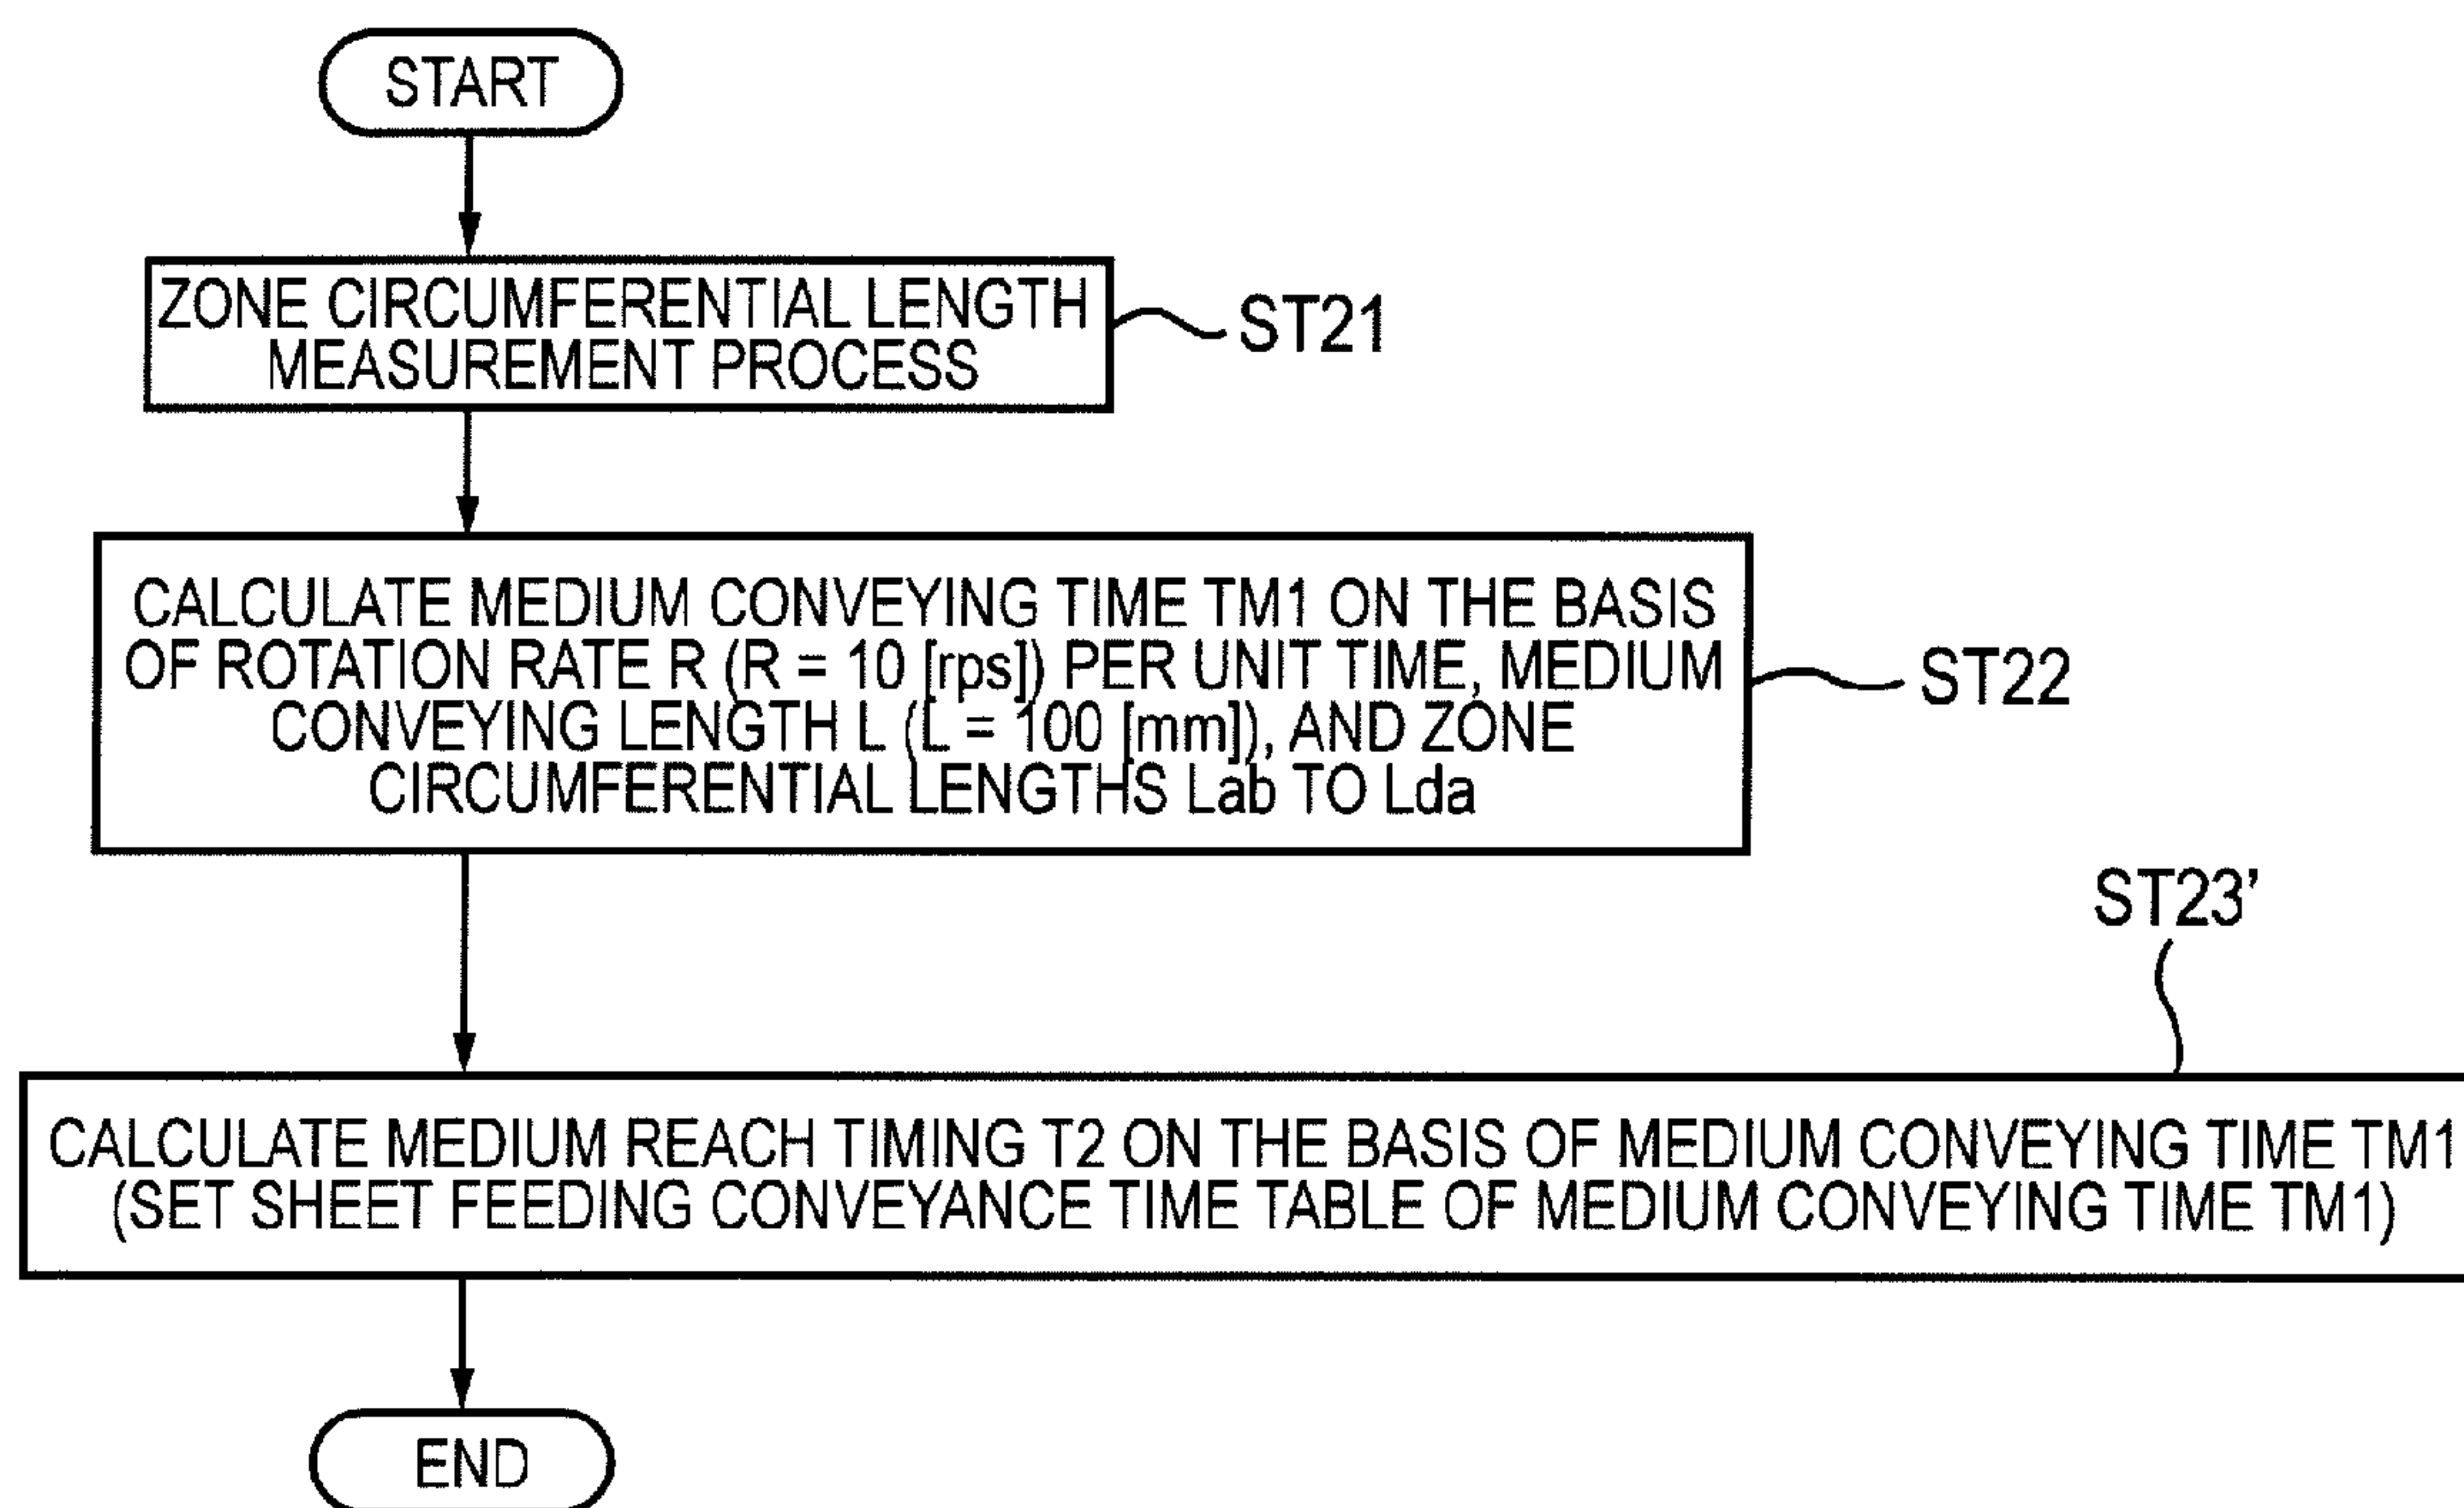 START
ZONE CIRCUMFERENTIAL LENGTH
MEASUREMENT PROCESS
ST21
CALCULATE MEDIUM CONVEYING TIME TM1 ON THE BASIS
OF ROTATION RATE R (R = 10 [rps]) PER UNIT TIME, MEDIUM
CONVEYING LENGTH L (L = 100 [mm]), AND ZONE
CIRCUMFERENTIAL LENGTHS Lab TO Lda
ST22
ST23’
CALCULATE MEDIUM REACH TIMING T2 ON THE BASIS OF MEDIUM CONVEYING TIME TM1
(SET SHEET FEEDING CONVEYANCE TIME TABLE OF MEDIUM CONVEYING TIME TM1)
END